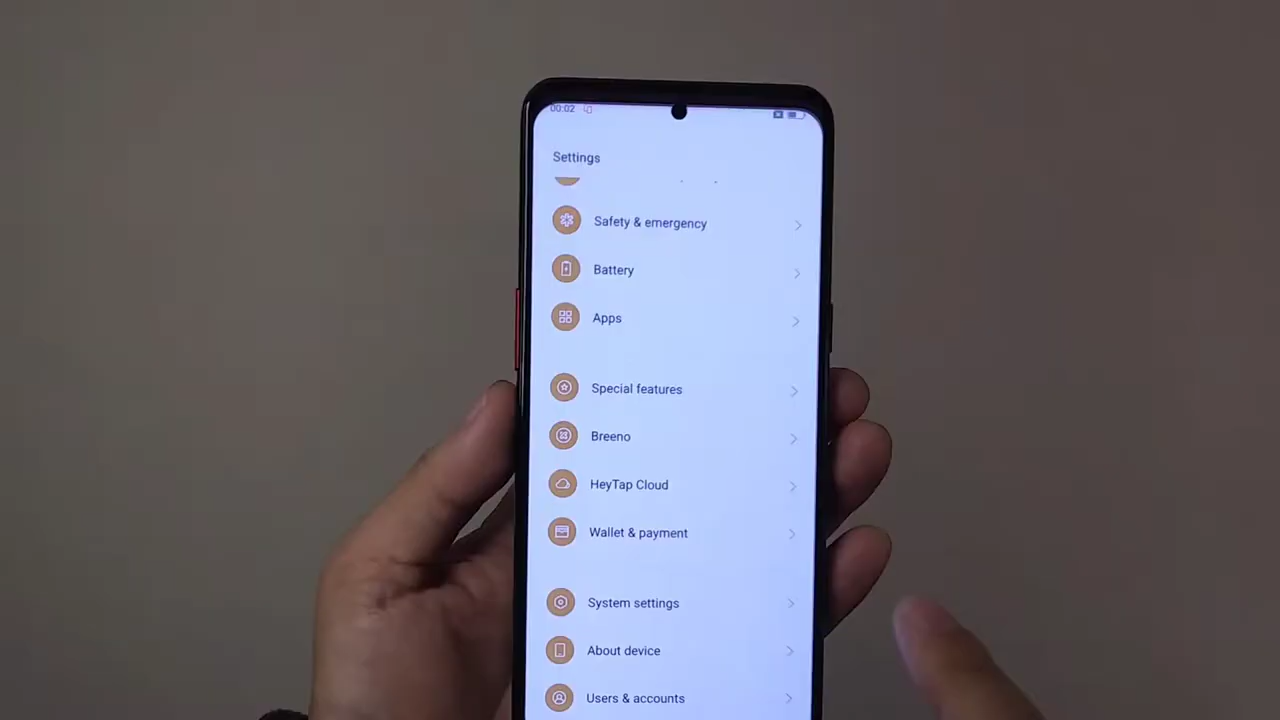 00:02
Settings
Safety & emergency
Battery
Apps
Special features
Breeno
HeyTap Cloud
Wallet & payment
System settings
About device
Users & accounts